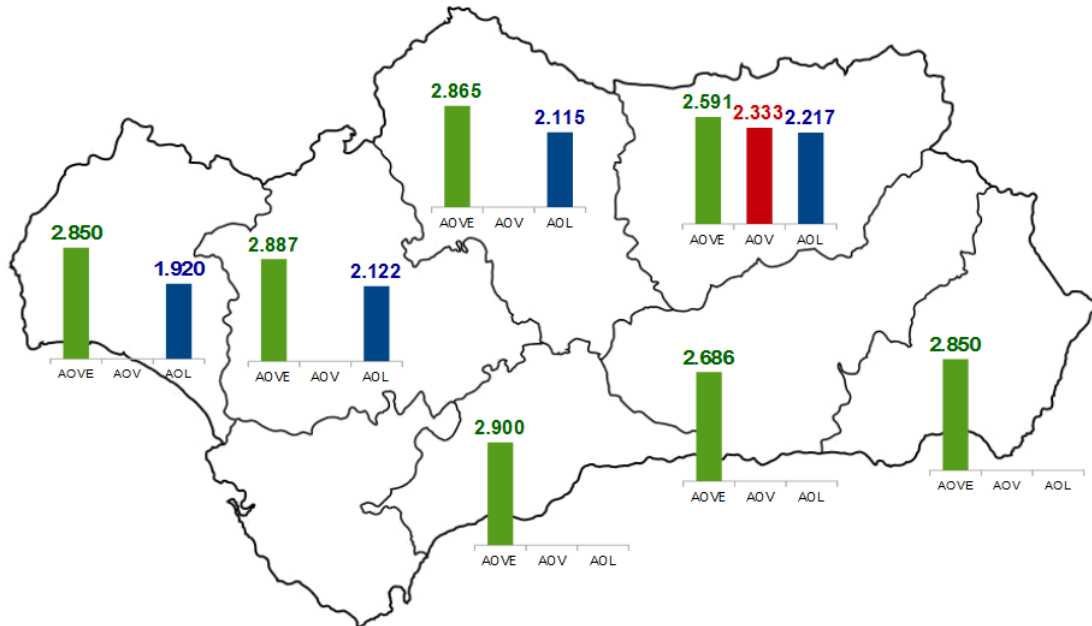 2.865
2.115
AOVE AOV AOL
2.591
2.333
2.217
AOVE AOV AOL
2.850
1.920
AOVE AOV AOL
2.887
2.122
AOVE AOV AOL
2.686
AOVE AOV AOL
2.850
AOVE AOV AOL
2.900
AOVE AOV AOL